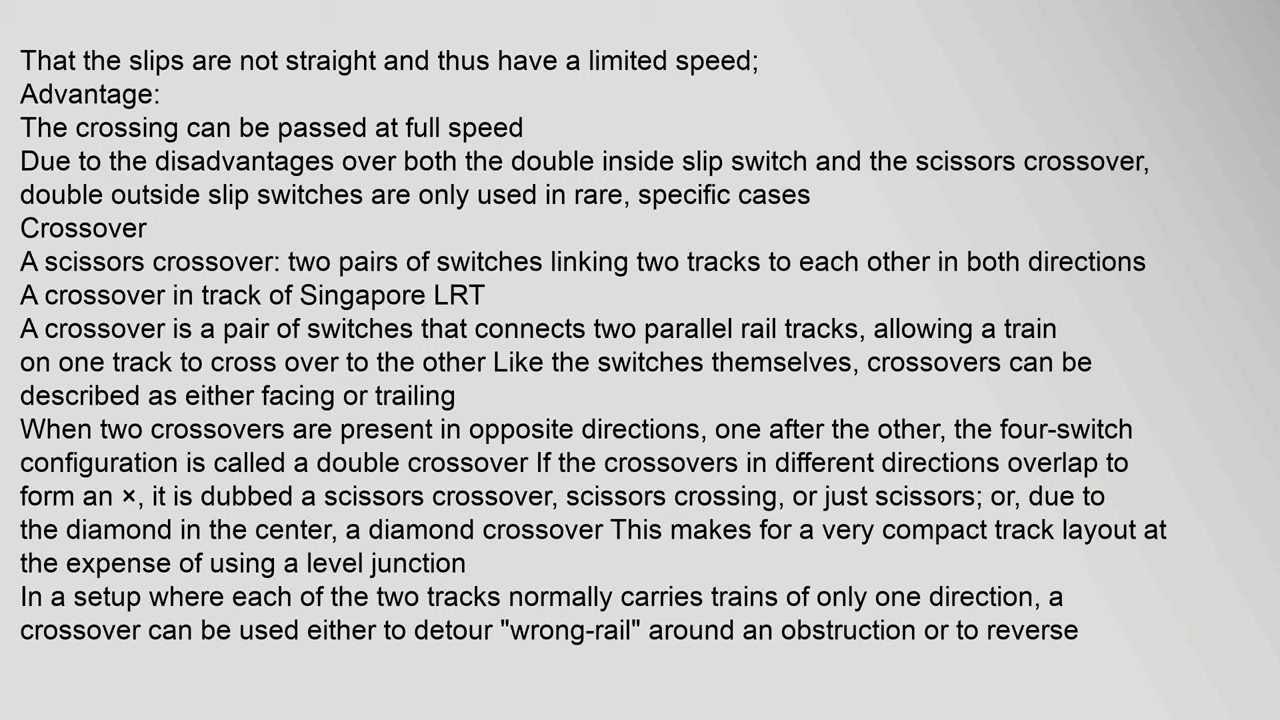 That the slips are not straight and thus have a limited speed;
Advantage:
The crossing can be passed at full speed
Due to the disadvantages over both the double inside slip switch and the scissors crossover,
double outside slip switches are only used in rare, specific cases
Crossover
A scissors crossover: two pairs of switches linking two tracks to each other in both directions
A crossover in track of Singapore LRT
A crossover is a pair of switches that connects two parallel rail tracks, allowing a train
on one track to cross over to the other Like the switches themselves, crossovers can be
described as either facing or trailing
When two crossovers are present in opposite directions, one after the other, the four-switch
configuration is called a double crossover If the crossovers in different directions overlap to
form an ×, it is dubbed a scissors crossover, scissors crossing, or just scissors; or, due to
the diamond in the center, a diamond crossover This makes for a very compact track layout at
the expense of using a level junction
In a setup where each of the two tracks normally carries trains of only one direction, a
crossover can be used either to detour "wrong-rail" around an obstruction or to reverse